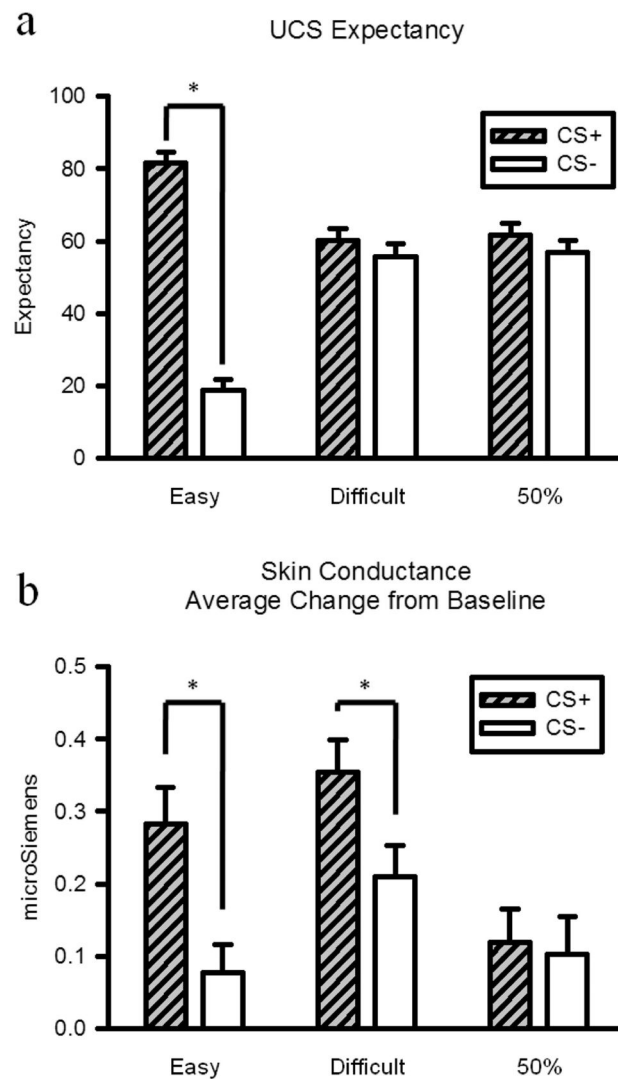 a
UCS Expectancy
100
80
60
40
20
0
Expectancy
*
CS+
CS-
Easy
Difficult
50%
b
Skin Conductance
Average Change from Baseline
0.5
0.4
0.3
0.2
0.1
0.0
microSiemens
*
*
CS+
CS-
Easy
Difficult
50%